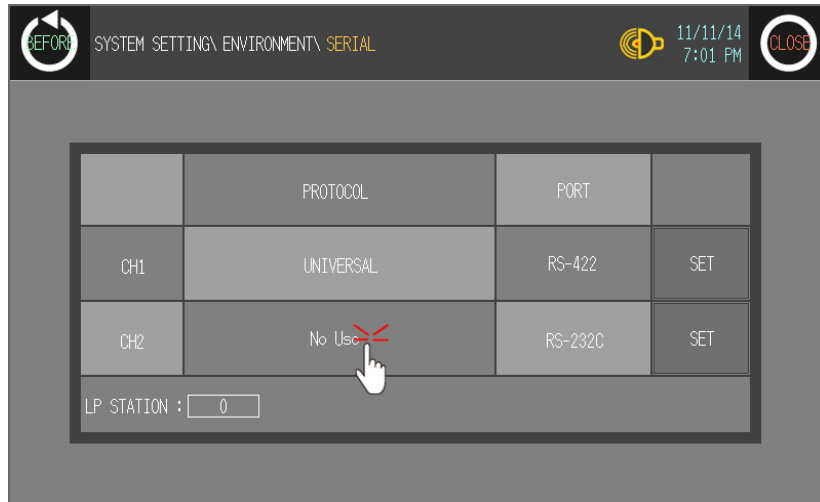 BEFORE
SYSTEM SETTING\ ENVIRONMENT\ SERIAL
11/11/14
7:01 PM
CLOSE
PROTOCOL PORT
CH1 UNIVERSAL RS-422 SET
CH2 No Use RS-232C SET
LP STATION : 0